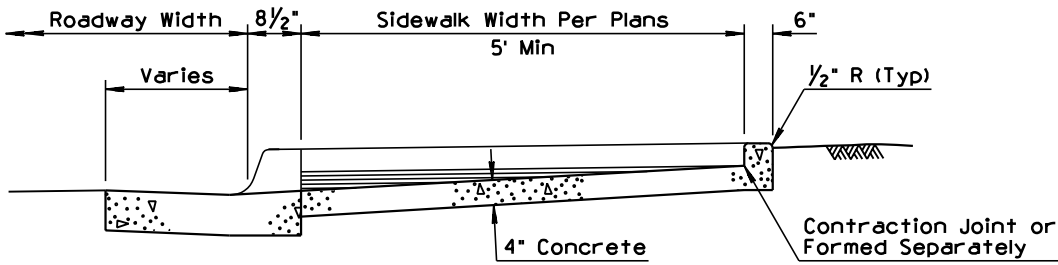 Roadway Width
8½"
Sidewalk Width Per Plans
6"
5' Min
Varies
½" R (Typ)
4" Concrete
Contraction Joint or
Formed Separately